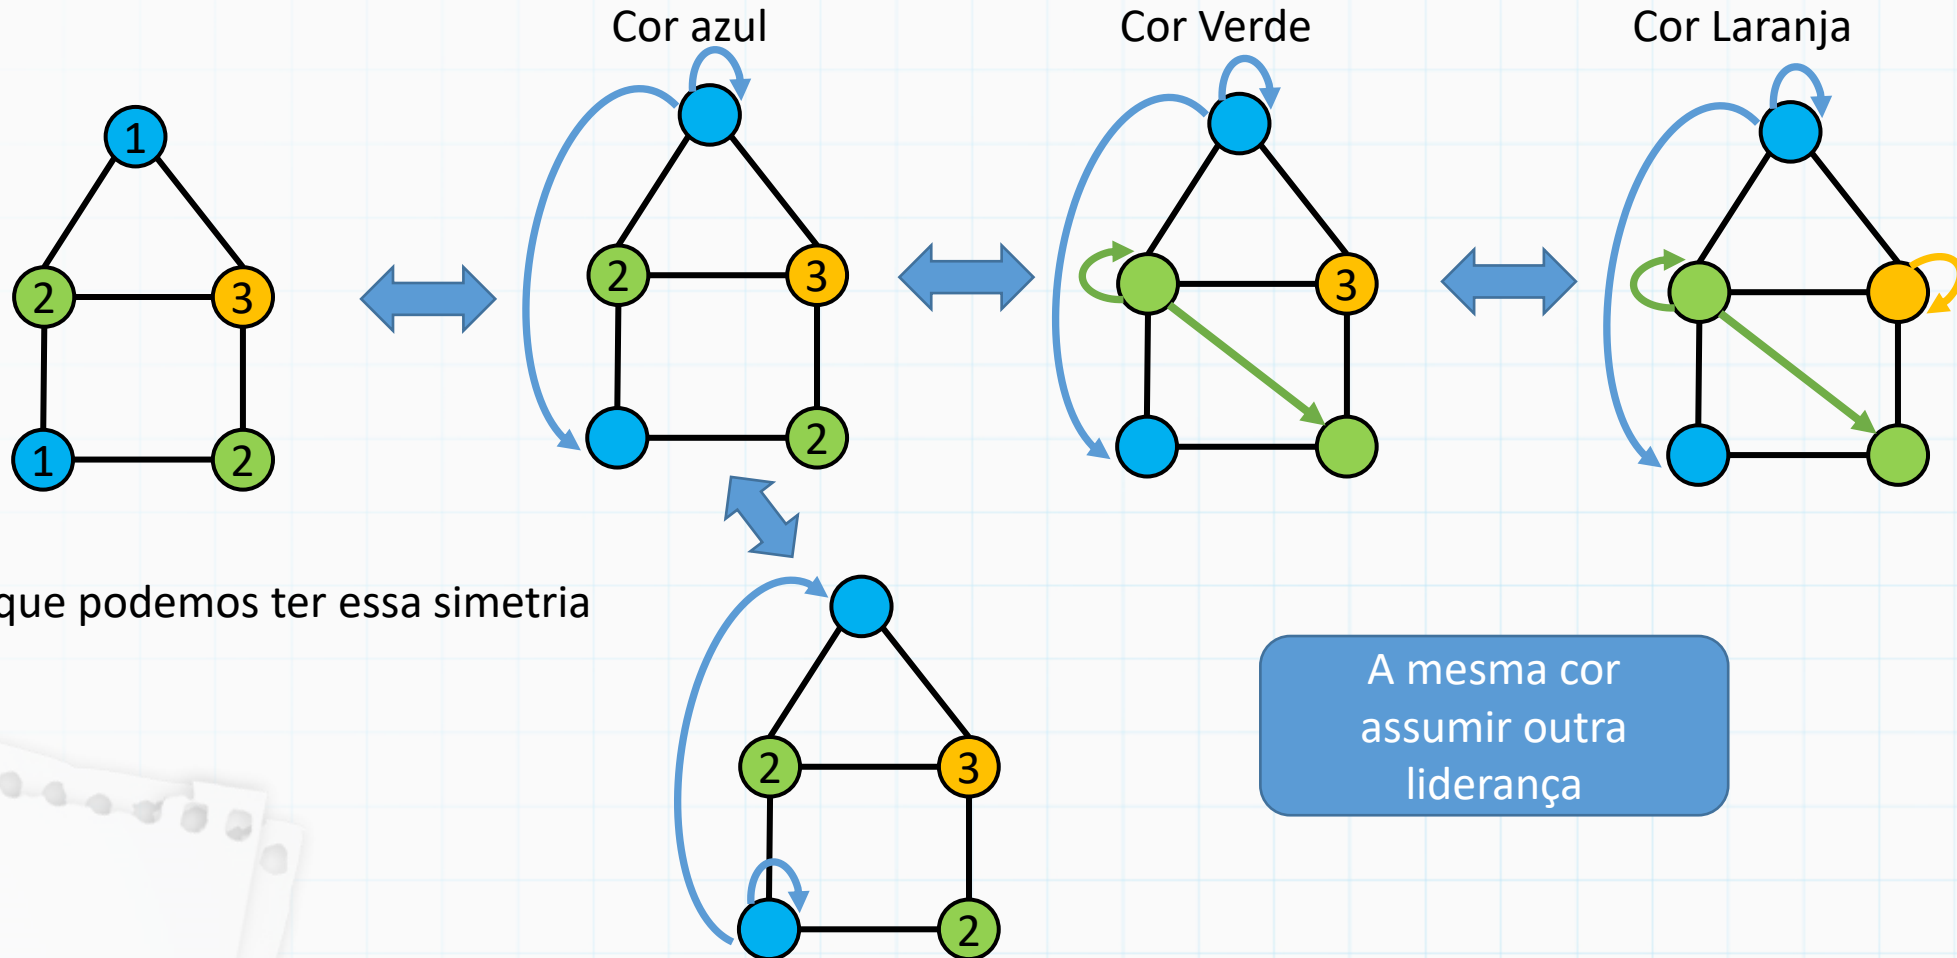 Cor azul
Cor Verde
Cor Laranja
1
2
3
1
2
2
3
2
3
que podemos ter essa simetria
2
3
2
A mesma cor
assumir outra
liderança